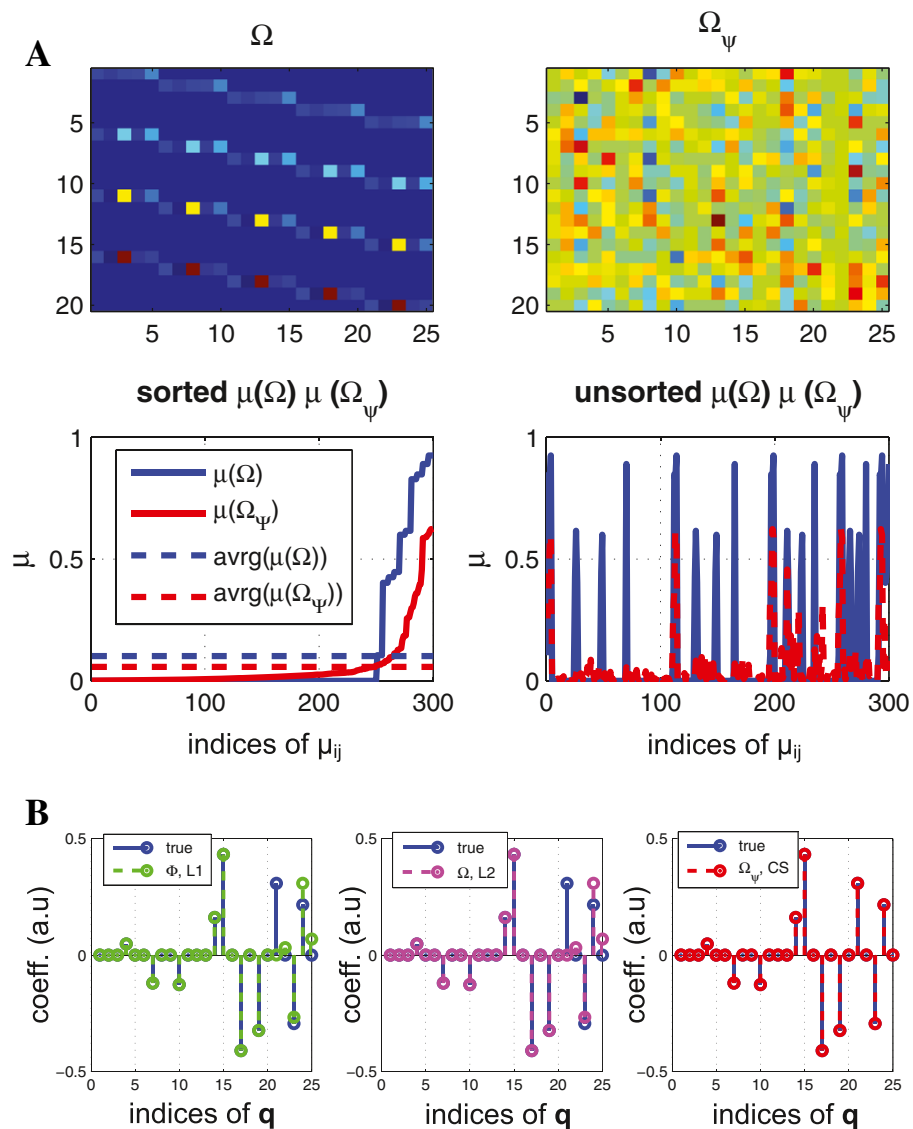 A
Ω
Ω_ψ
5
10
15
20
5 10 15 20 25
5
10
15
20
5 10 15 20 25
sorted μ(Ω) μ (Ω_ψ)
unsorted μ(Ω) μ (Ω_ψ)
μ
1
0.5
0
μ(Ω)
μ(Ω_Ψ)
avrg(μ(Ω))
avrg(μ(Ω_Ψ))
0 100 200 300
indices of μ_ij
μ
1
0.5
0
0 100 200 300
indices of μ_ij
B
coeff. (a.u)
0.5
0
−0.5
true
Φ, L1
0 5 10 15 20 25
indices of q
coeff. (a.u)
0.5
0
−0.5
true
Ω, L2
0 5 10 15 20 25
indices of q
coeff. (a.u)
0.5
0
−0.5
true
Ω_ψ, CS
0 5 10 15 20 25
indices of q